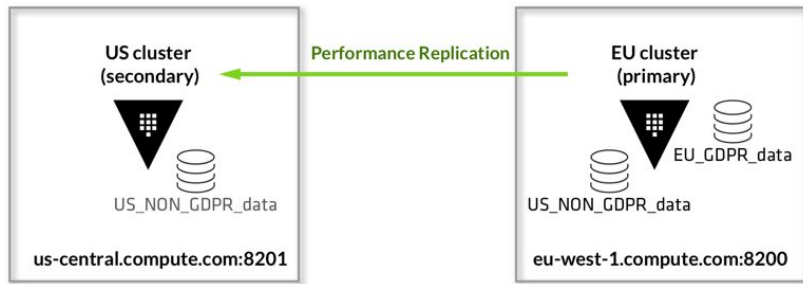 US cluster
(secondary)
US_NON_GDPR_data
us-central.compute.com:8201
Performance Replication
EU cluster
(primary)
EU_GDPR_data
US_NON_GDPR_data
eu-west-1.compute.com:8200